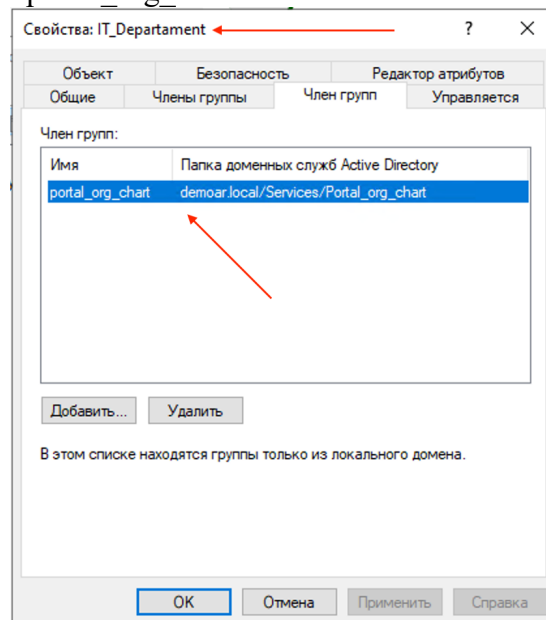 Свойства: IT_Departament ? ×
Объект Безопасность Редактор атрибутов
Общие Члены группы Член групп Управляется
Член групп:
Имя Папка доменных служб Active Directory
portal_org_chart demoar.local/Services/Portal_org_chart
Добавить... Удалить
В этом списке находятся группы только из локального домена.
OK Отмена Применить Справка